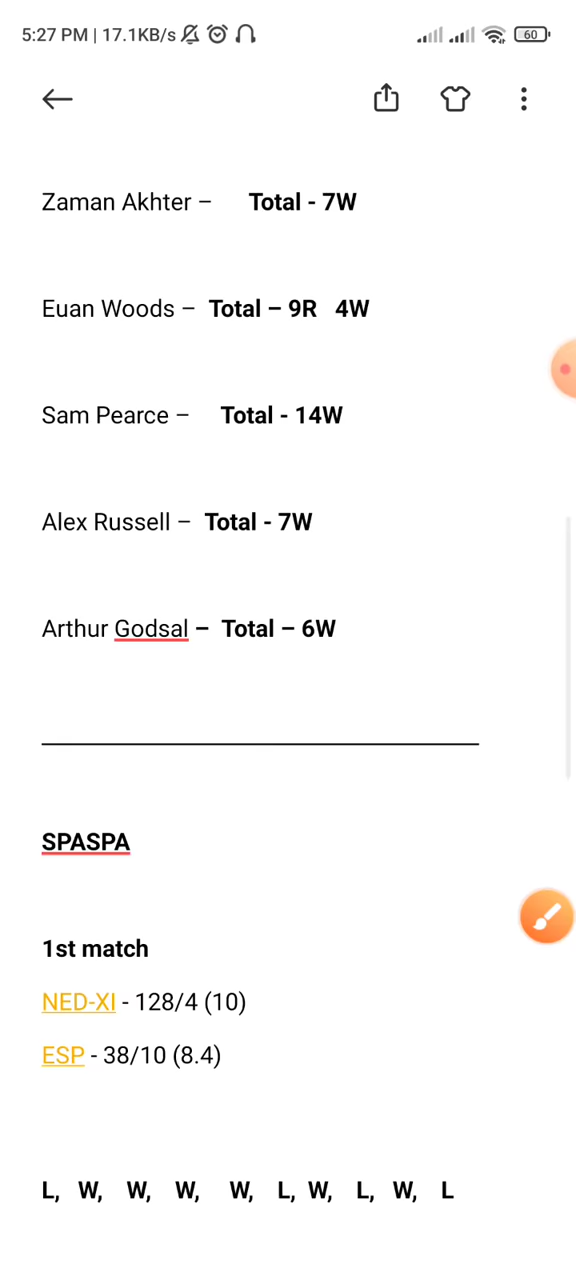 5:27 PM | 17.1KB/s 60
Zaman Akhter – Total - 7W
Euan Woods – Total – 9R 4W
Sam Pearce – Total - 14W
Alex Russell – Total - 7W
Arthur Godsal – Total – 6W
SPASPA
1st match
NED-XI - 128/4 (10)
ESP - 38/10 (8.4)
L, W, W, W, W, L, W, L, W, L